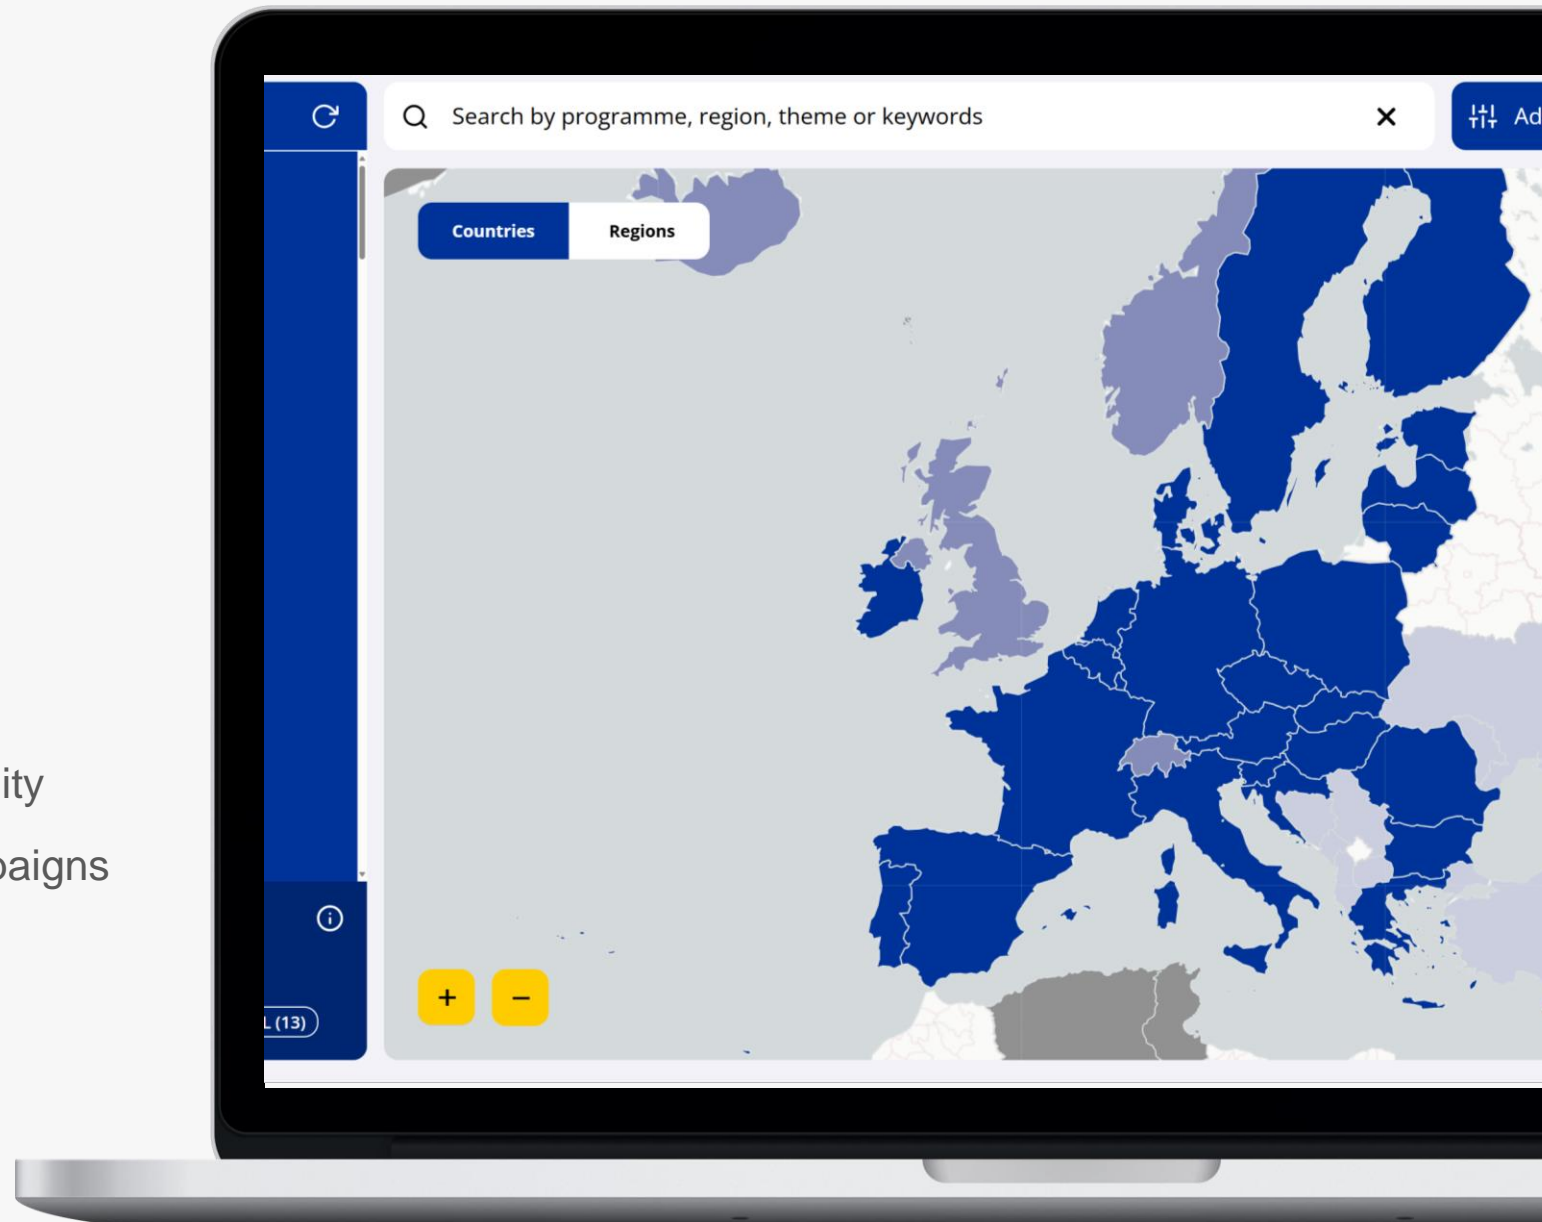 Search by programme, region, theme or keywords
Ad
Countries
Regions
ity
paigns
+
−
L (13)